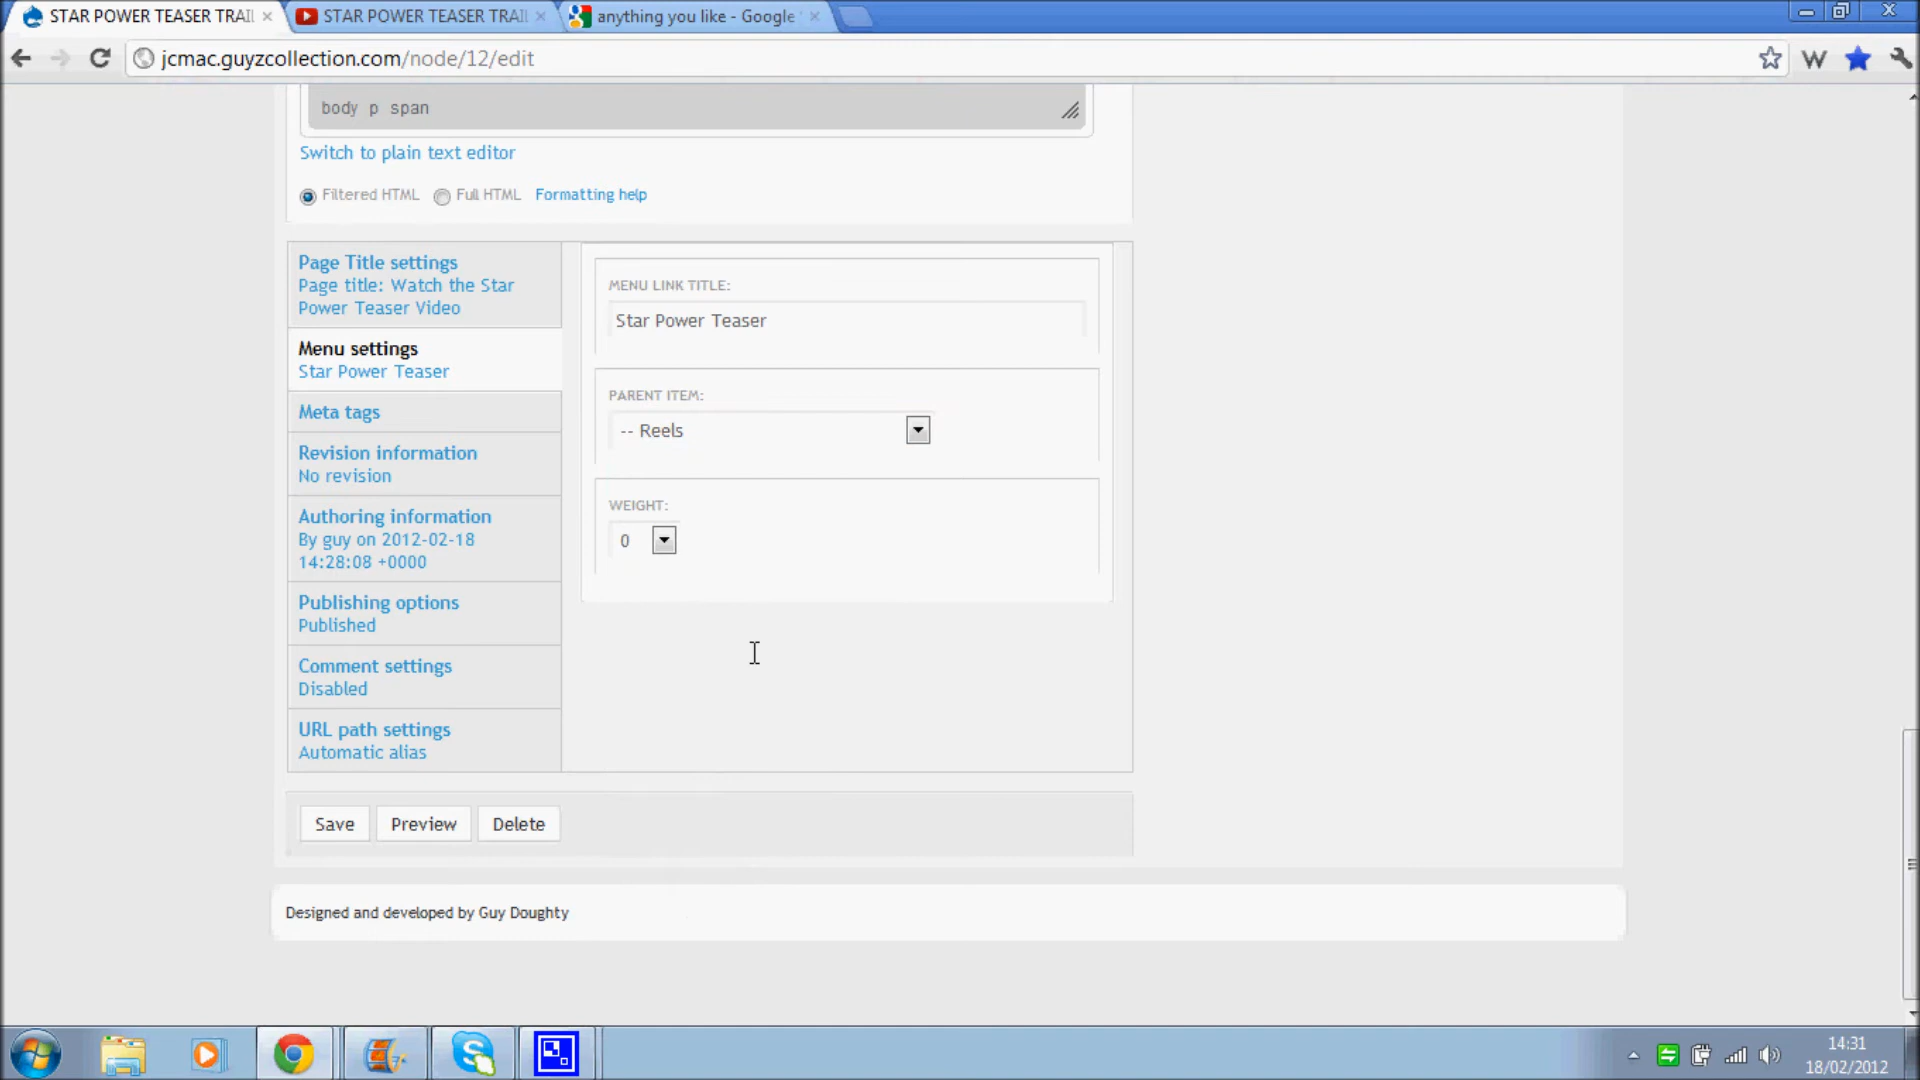 STAR POWER TEASER TRAIL
STAR POWER TEASER TRAIL
anything you like - Google
jcmac.guyzcollection.com/node/12/edit
W
body p span
Switch to plain text editor
Filtered HTML Full HTML Formatting help
Page Title settings
Page title: Watch the Star
Power Teaser Video
Menu settings
Star Power Teaser
Meta tags
Revision information
No revision
Authoring information
By guy on 2012-02-18
14:28:08 +0000
Publishing options
Published
Comment settings
Disabled
URL path settings
Automatic alias
MENU LINK TITLE:
Star Power Teaser
PARENT ITEM:
-- Reels
WEIGHT:
0
Save Preview Delete
Designed and developed by Guy Doughty
14:31
18/02/2012